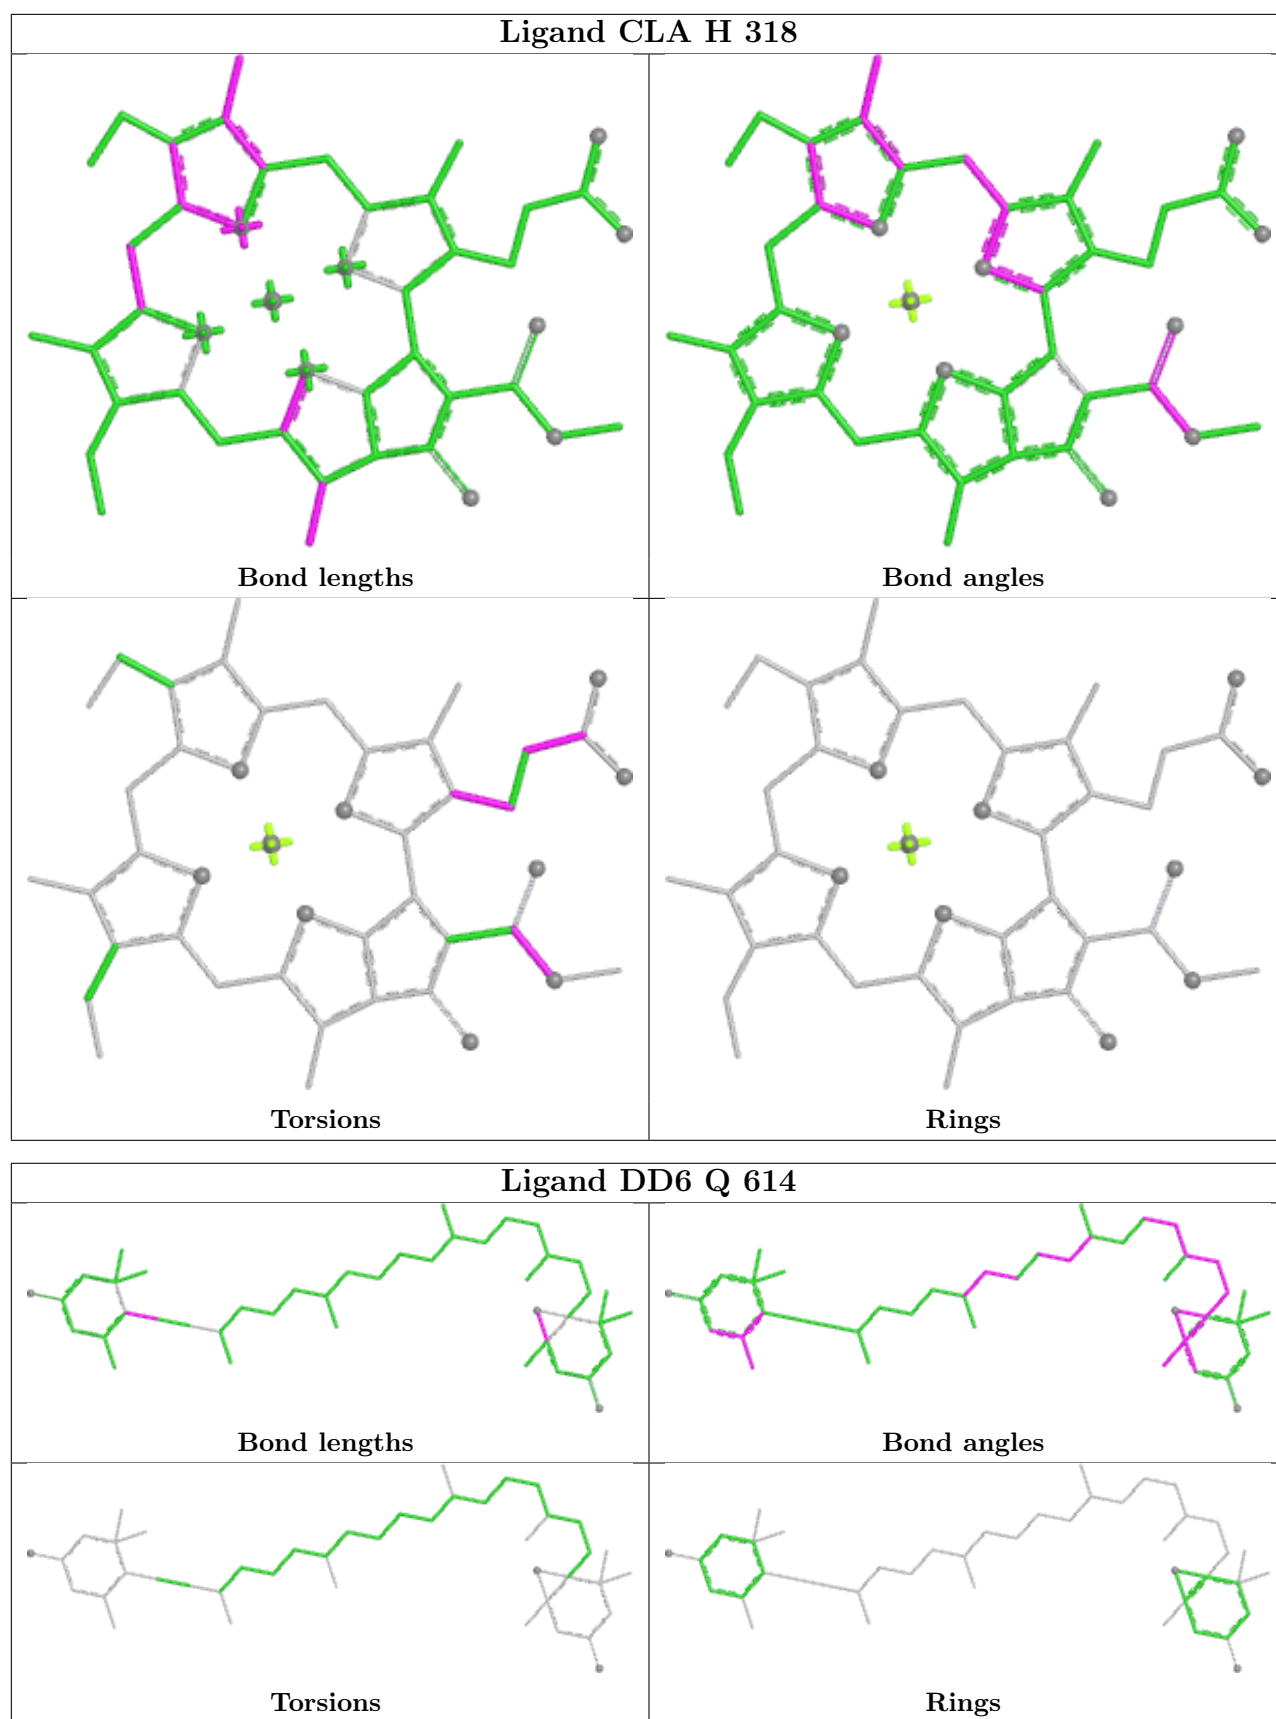 Ligand CLA H 318
Bond lengths
Bond angles
Torsions
Rings
Ligand DD6 Q 614
Bond lengths
Bond angles
Torsions
Rings